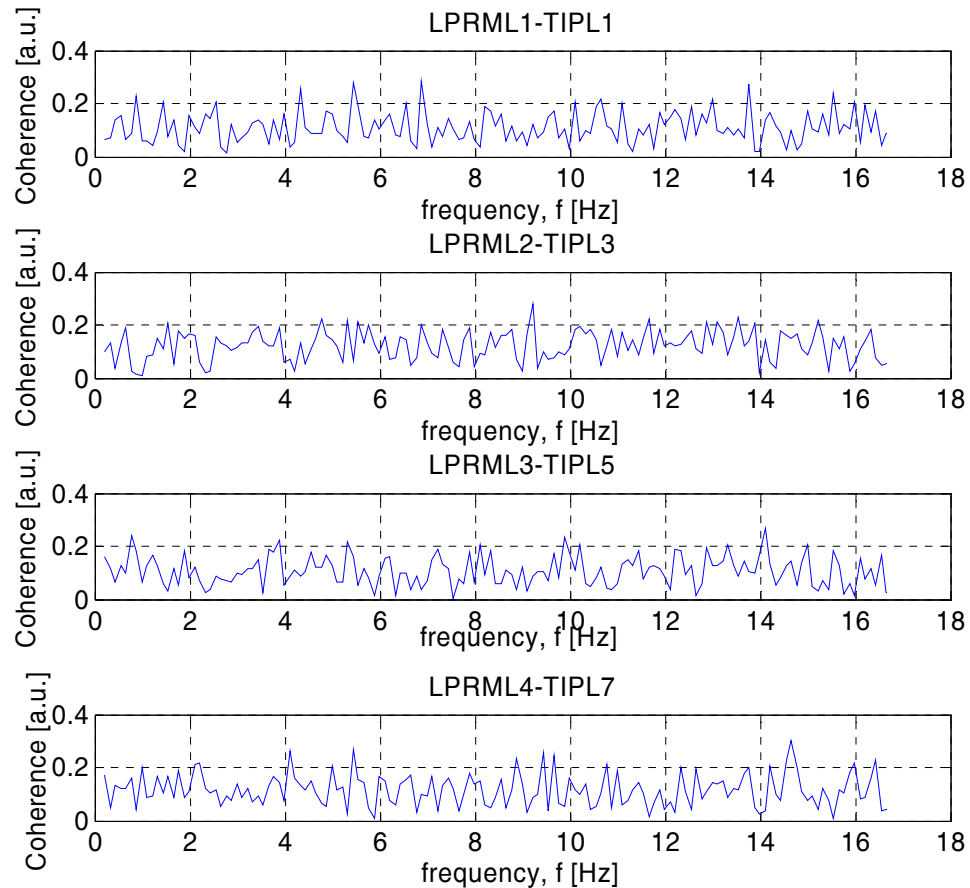 LPRML1-TIPL1
Coherence [a.u.]
0.4
0.2
0
0 2 4 6 8 10 12 14 16 18
frequency, f [Hz]
LPRML2-TIPL3
Coherence [a.u.]
0.4
0.2
0
0 2 4 6 8 10 12 14 16 18
frequency, f [Hz]
LPRML3-TIPL5
Coherence [a.u.]
0.4
0.2
0
0 2 4 6 8 10 12 14 16 18
frequency, f [Hz]
LPRML4-TIPL7
Coherence [a.u.]
0.4
0.2
0
0 2 4 6 8 10 12 14 16 18
frequency, f [Hz]